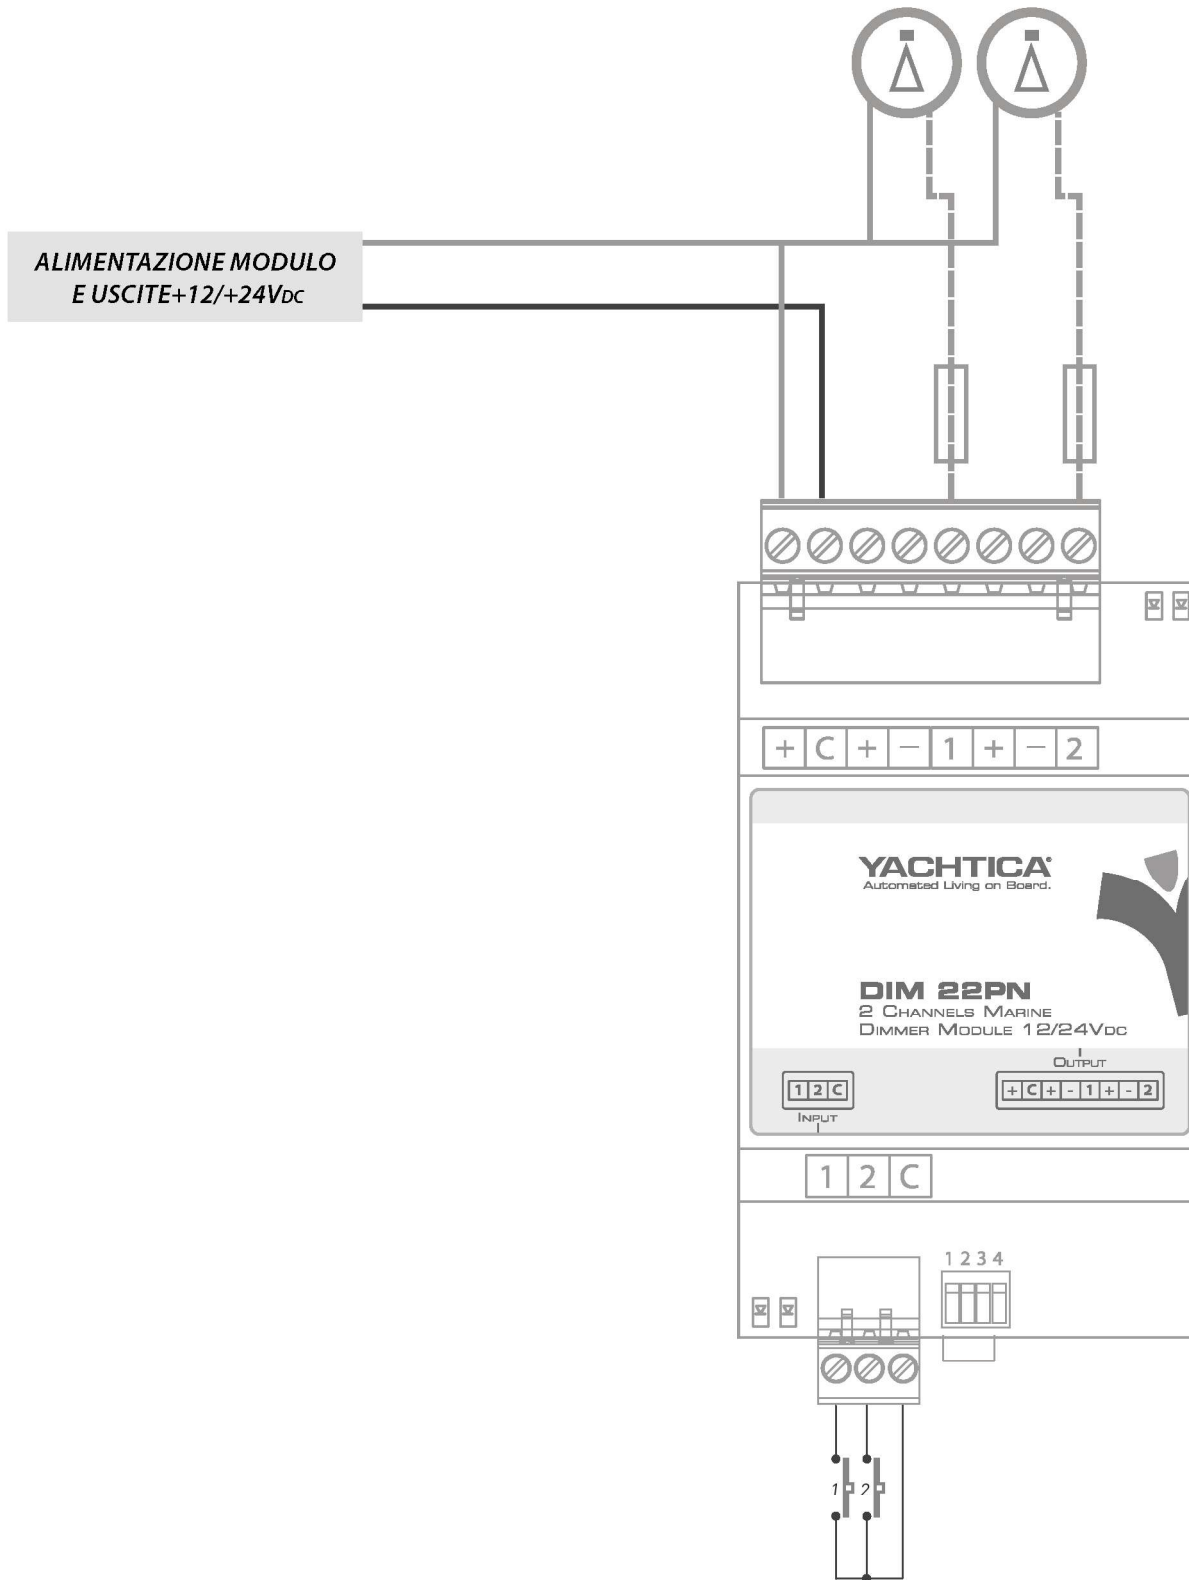 ALIMENTAZIONE MODULO
E USCITE+12/+24VDC
+ C + − 1 + − 2
YACHTICA®
Automated Living on Board.
DIM 22PN
2 CHANNELS MARINE
DIMMER MODULE 12/24VDC
OUTPUT
1 2 C
+ C + - 1 + - 2
INPUT
1 2 C
1 2 3 4
1 2